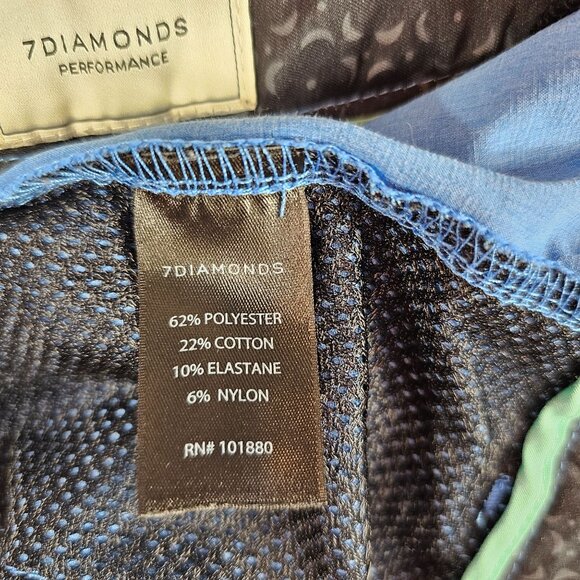 7DIAMONDS
PERFORMANCE
7DIAMONDS
62% POLYESTER
22% COTTON
10% ELASTANE
6% NYLON
RN# 101880